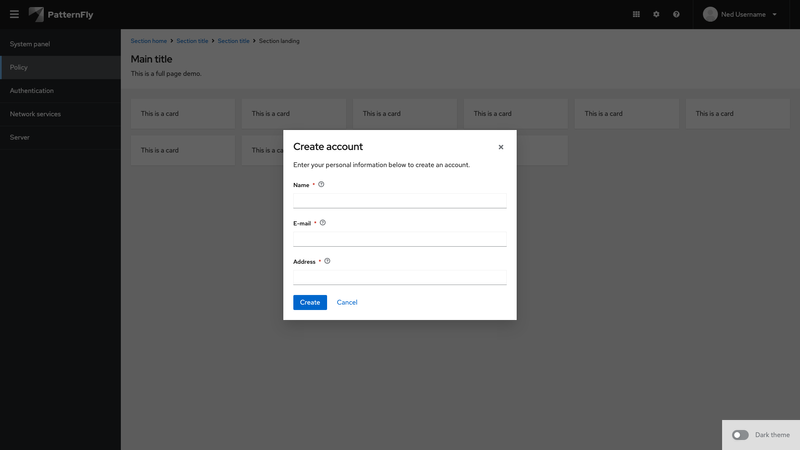 PatternFly
Ned Username
System panel
Policy
Authentication
Network services
Server
Section home
Section title
Section title
Section landing
Main title
This is a full page demo.
This is a card
This is a card
This is a card
This is a card
This is a card
This is a card
This is a card
This is a
Create account
Enter your personal information below to create an account.
Name *
E-mail *
Address *
Create
Cancel
Dark theme